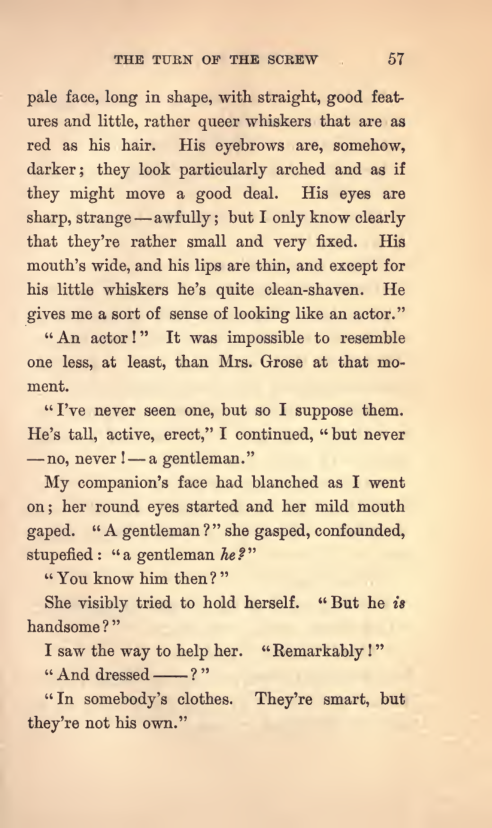 THE TURN OF THE SCREW 57
pale face, long in shape, with straight, good feat-
ures and little, rather queer whiskers that are as
red as his hair. His eyebrows are, somehow,
darker; they look particularly arched and as if
they might move a good deal. His eyes are
sharp, strange—awfully; but I only know clearly
that they're rather small and very fixed. His
mouth's wide, and his lips are thin, and except for
his little whiskers he's quite clean-shaven. He
gives me a sort of sense of looking like an actor."
"An actor!" It was impossible to resemble
one less, at least, than Mrs. Grose at that mo-
ment.
"I've never seen one, but so I suppose them.
He's tall, active, erect," I continued, "but never
—no, never!—a gentleman."
My companion's face had blanched as I went
on; her round eyes started and her mild mouth
gaped. "A gentleman?" she gasped, confounded,
stupefied: "a gentleman he?"
"You know him then?"
She visibly tried to hold herself. "But he is
handsome?"
I saw the way to help her. "Remarkably!"
"And dressed——?"
"In somebody's clothes. They're smart, but
they're not his own."